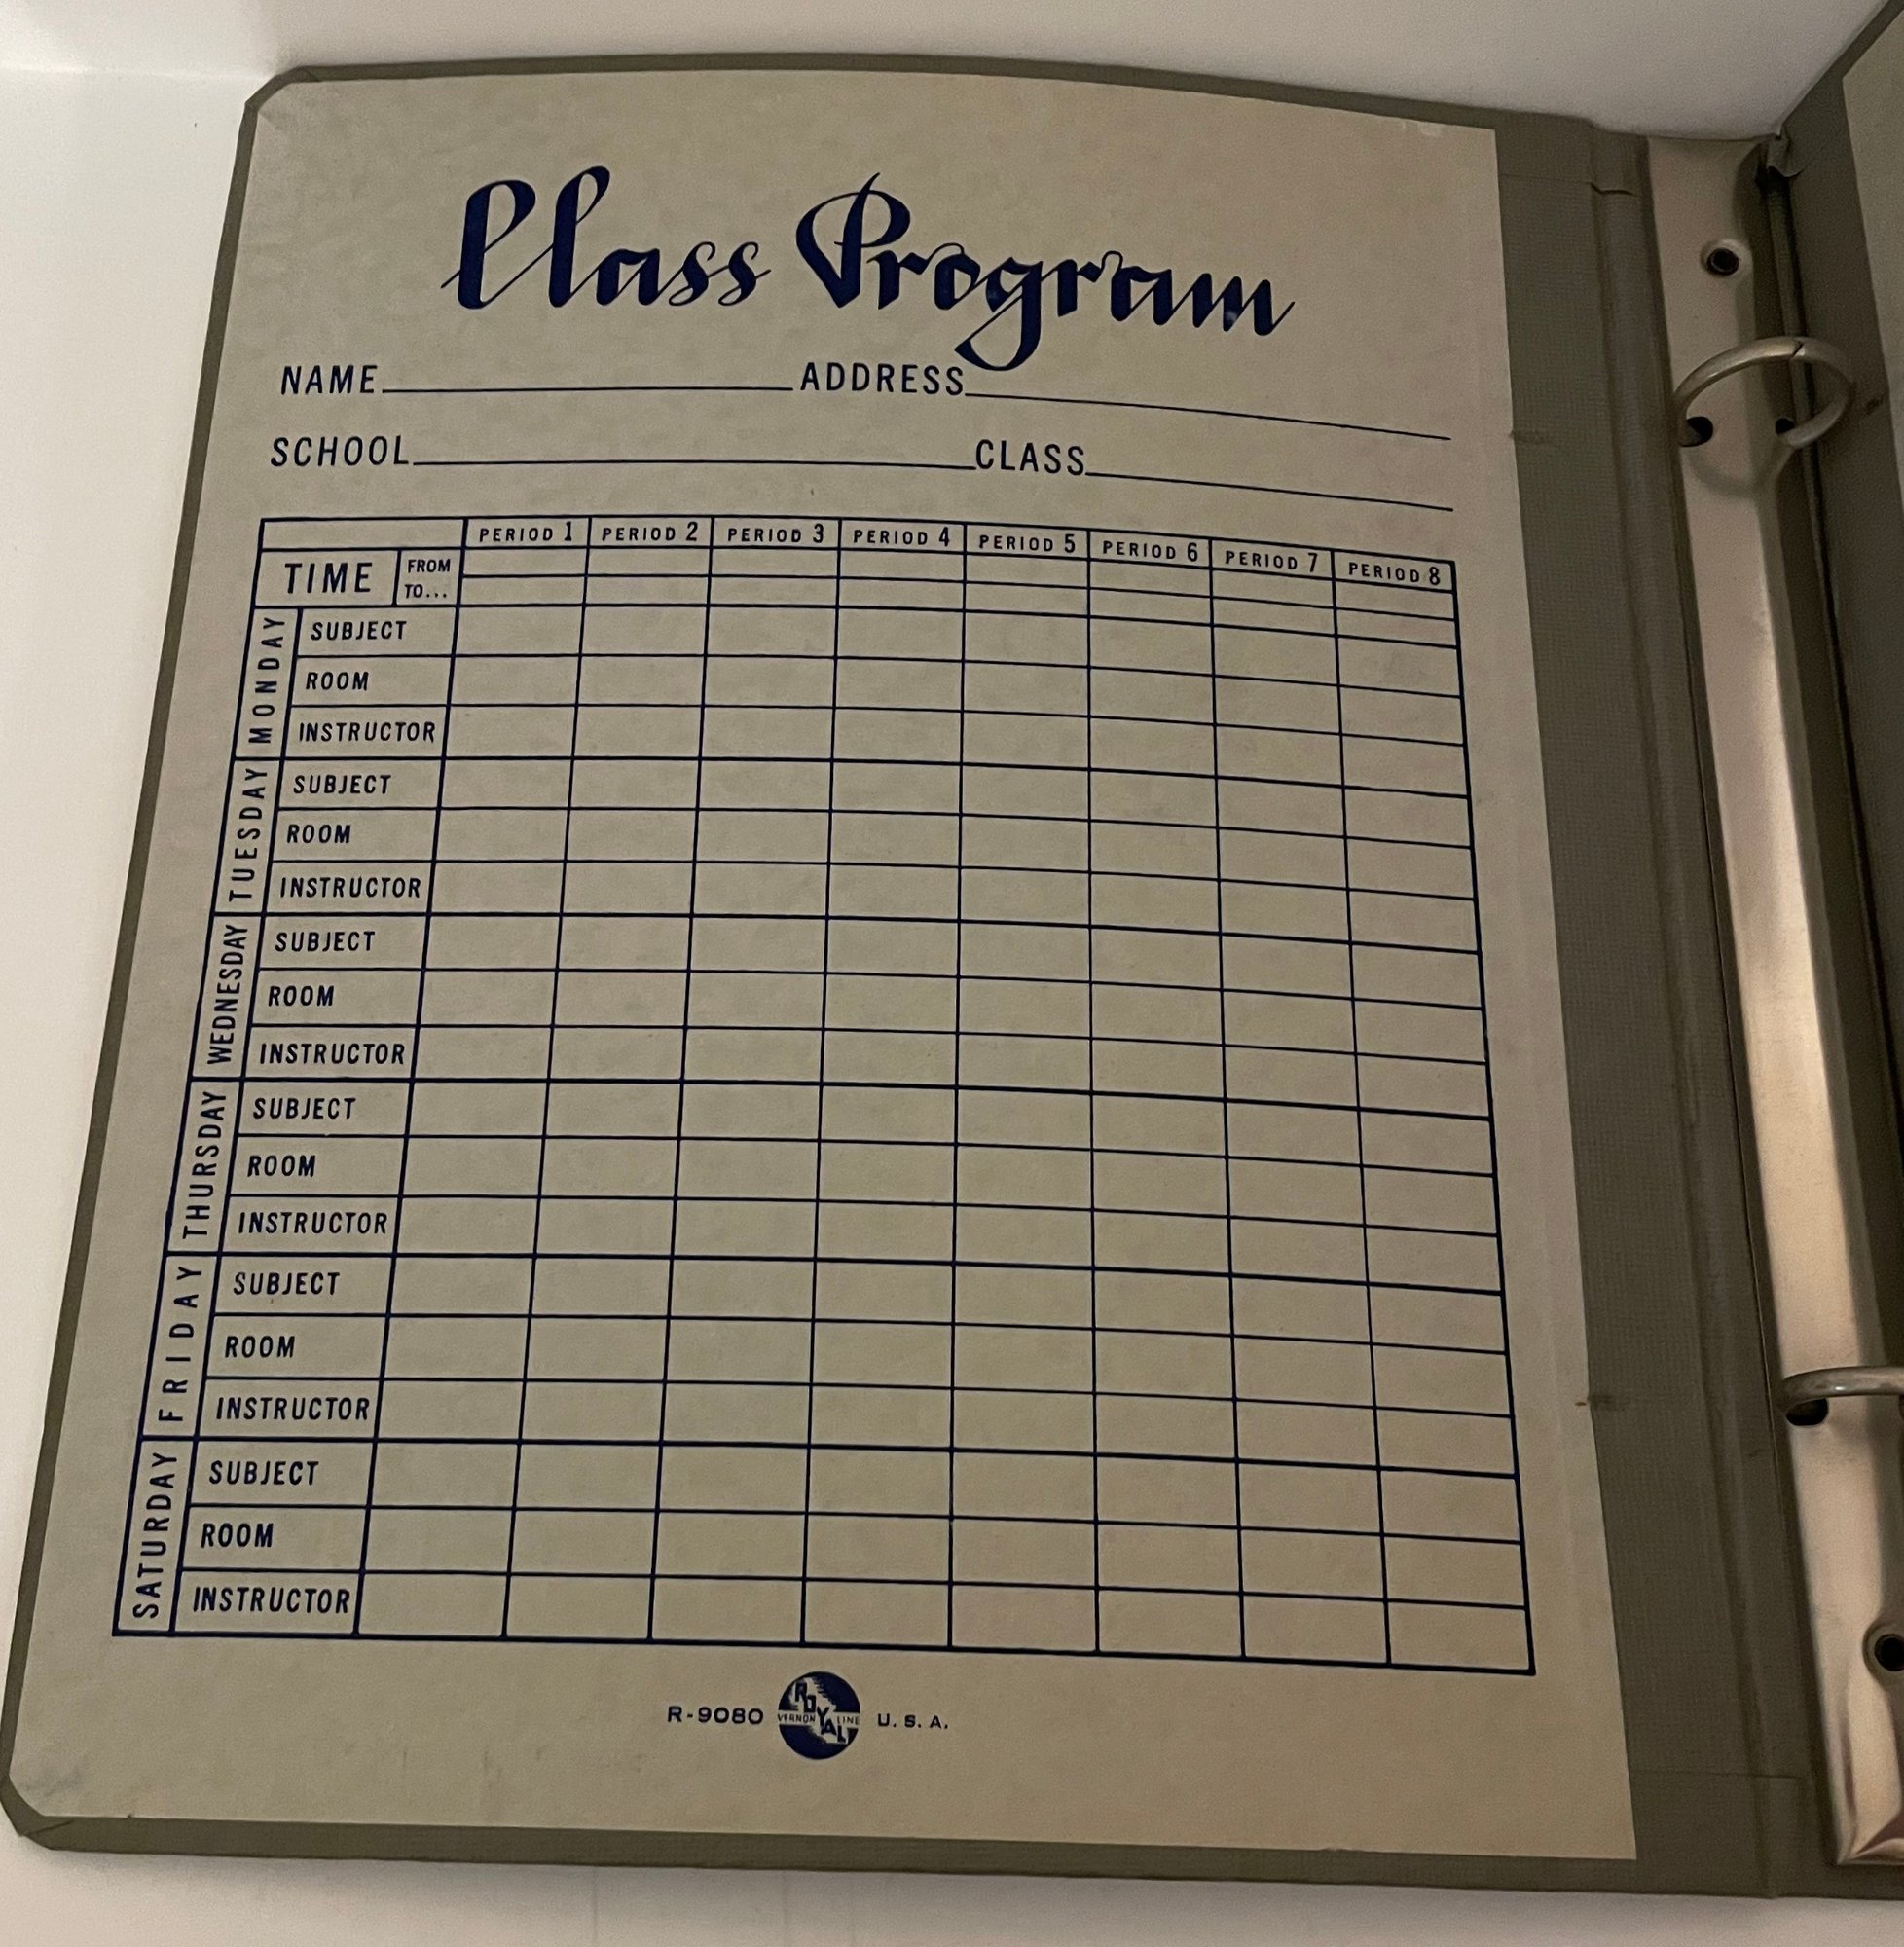 Class Program
NAME ADDRESS
SCHOOL CLASS
PERIOD 1 PERIOD 2 PERIOD 3 PERIOD 4 PERIOD 5 PERIOD 6 PERIOD 7 PERIOD 8
TIME FROM
TO...
MONDAY
SUBJECT
ROOM
INSTRUCTOR
TUESDAY
SUBJECT
ROOM
INSTRUCTOR
WEDNESDAY
SUBJECT
ROOM
INSTRUCTOR
THURSDAY
SUBJECT
ROOM
INSTRUCTOR
FRIDAY
SUBJECT
ROOM
INSTRUCTOR
SATURDAY
SUBJECT
ROOM
INSTRUCTOR
R-9080 VERNON ROYAL LINE U. S. A.